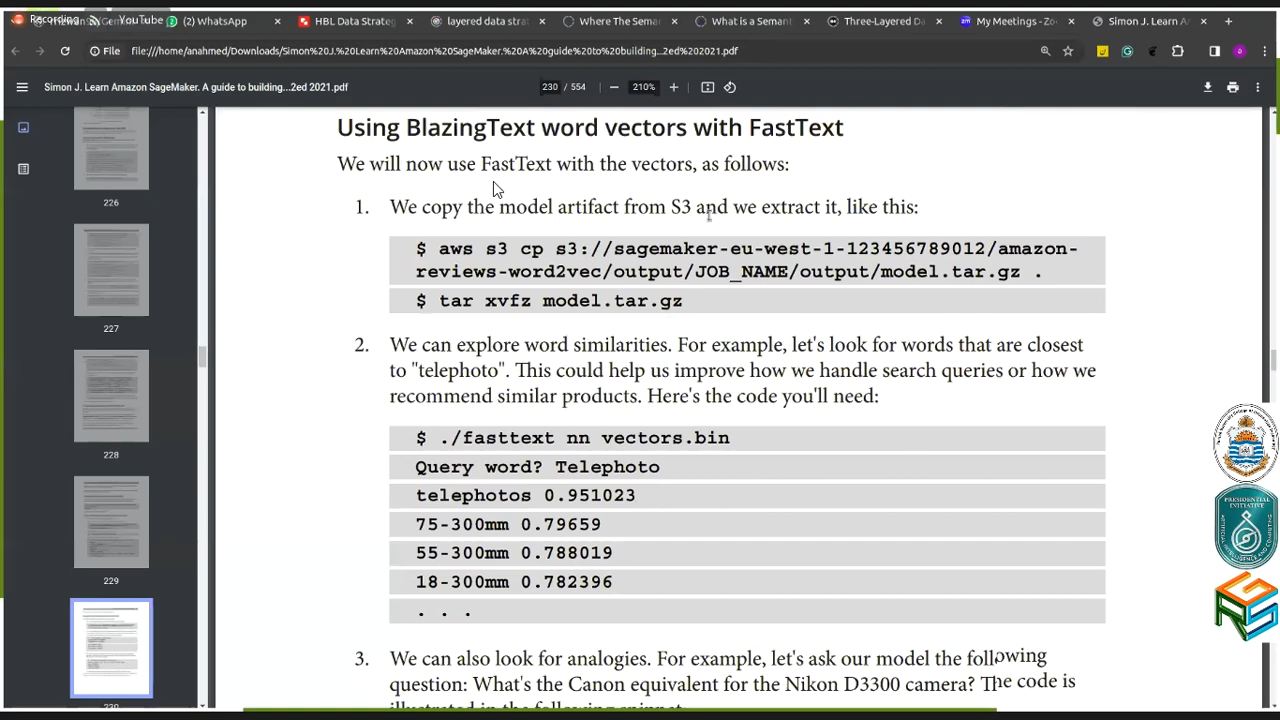 Recording
YouTube
(2) WhatsApp
HBL Data Strate
layered data stra
Where The Sema
What is a Semant
Three-Layered Da
My Meetings - Zoo
Simon J. Learn A
File
file:///home/anahmed/Downloads/Simon%20J.%20Learn%20Amazon%20SageMaker.%20A%20guide%20to%20building...2ed%202021.pdf
Simon J. Learn Amazon SageMaker. A guide to building...2ed 2021.pdf
230 / 554
210%
226
227
228
229
Using BlazingText word vectors with FastText
We will now use FastText with the vectors, as follows:
1. We copy the model artifact from S3 and we extract it, like this:
$ aws s3 cp s3://sagemaker-eu-west-1-123456789012/amazon-
reviews-word2vec/output/JOB_NAME/output/model.tar.gz .
$ tar xvfz model.tar.gz
2. We can explore word similarities. For example, let's look for words that are closest
to "telephoto". This could help us improve how we handle search queries or how we
recommend similar products. Here's the code you'll need:
$ ./fasttext nn vectors.bin
Query word? Telephoto
telephotos 0.951023
75-300mm 0.79659
55-300mm 0.788019
18-300mm 0.782396
. . .
3. We can also look for analogies. For example, let's ask our model the following
question: What's the Canon equivalent for the Nikon D3300 camera? The code is
illustrated in the following snippet
PRESIDENTIAL
INITIATIVE